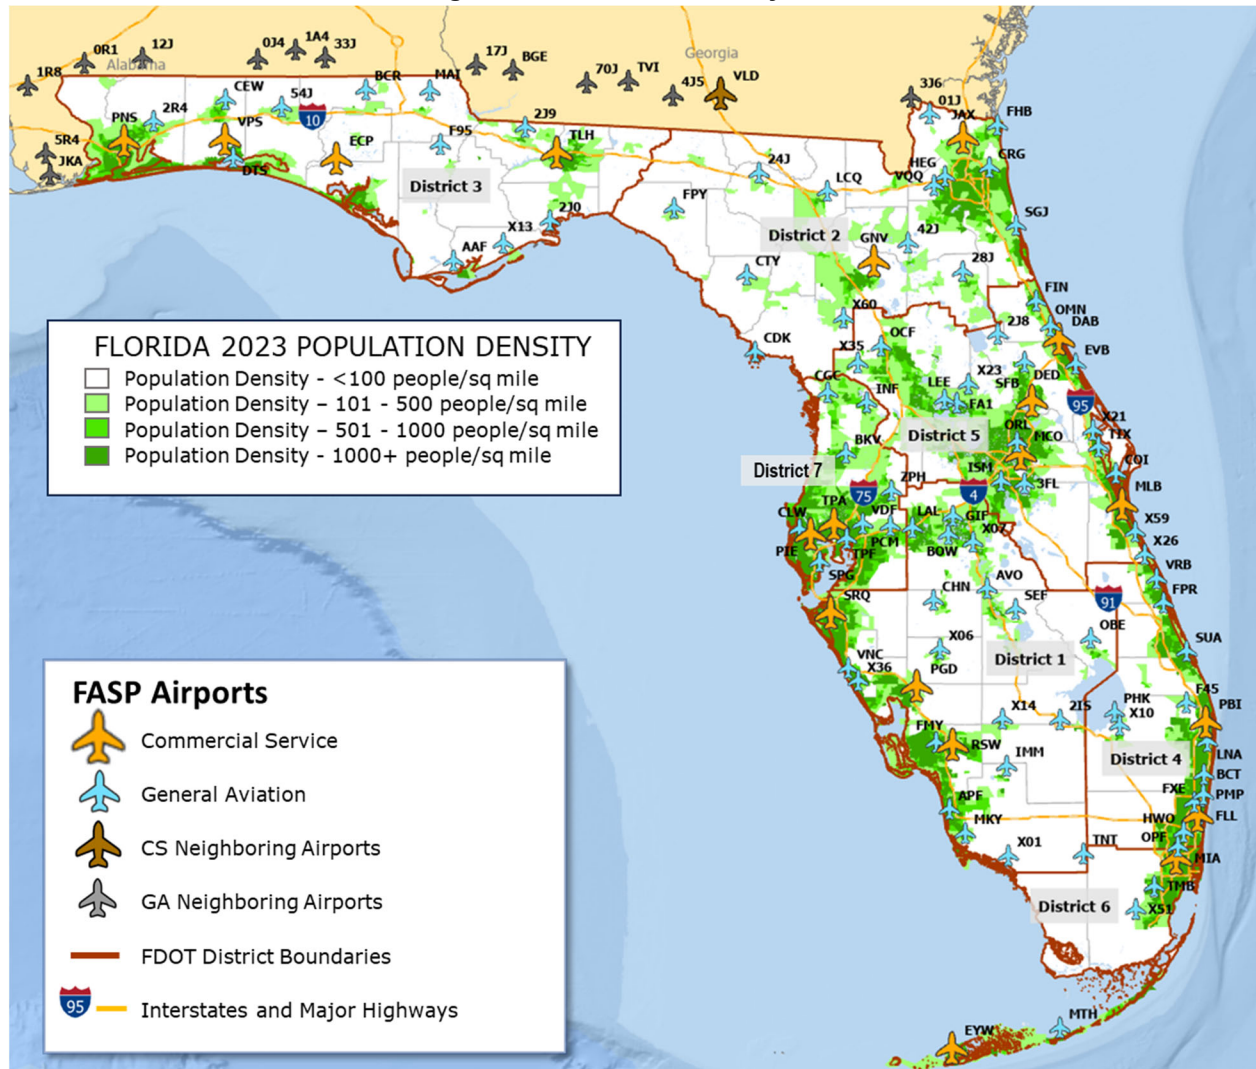 0R1
12J
0J4
1A4
33J
17J
BGE
70J
TVI
4J5
VLD
Georgia
Alabama
1R8
3J6
01J
JAX
FHB
CEW
54J
BCR
MAI
10
PNS
2R4
VPS
ECP
F95
2J9
TLH
5R4
JKA
DTS
District 3
24J
LCQ
HEG
VQQ
CRG
FPY
2J0
X13
AAF
SGJ
District 2
GNV
42J
28J
CTY
FIN
OMN
DAB
X60
2J8
CDK
X35
OCF
EVB
CGC
INF
LEE
X23
SFB
DED
FA1
95
X21
TIX
ORL
MCO
District 5
BKV
COI
District 7
ZPH
ISM
3FL
MLB
75
4
TPA
CLW
VDF
LAL
GIF
X07
X59
PIE
TPF
PCM
BOW
X26
SPG
VRB
AVO
CHN
SEF
91
FPR
SRQ
OBE
SUA
X06
VNC
X36
PGD
District 1
F45
PBI
X14
2IS
PHK
X10
FMY
RSW
IMM
District 4
LNA
BCT
FXE
PMP
APF
MKY
HWO
FLL
OPF
X01
TNT
MIA
TMB
District 6
X51
MTH
EYW
FLORIDA 2023 POPULATION DENSITY
Population Density - <100 people/sq mile
Population Density – 101 - 500 people/sq mile
Population Density – 501 - 1000 people/sq mile
Population Density - 1000+ people/sq mile
FASP Airports
Commercial Service
General Aviation
CS Neighboring Airports
GA Neighboring Airports
FDOT District Boundaries
95 Interstates and Major Highways